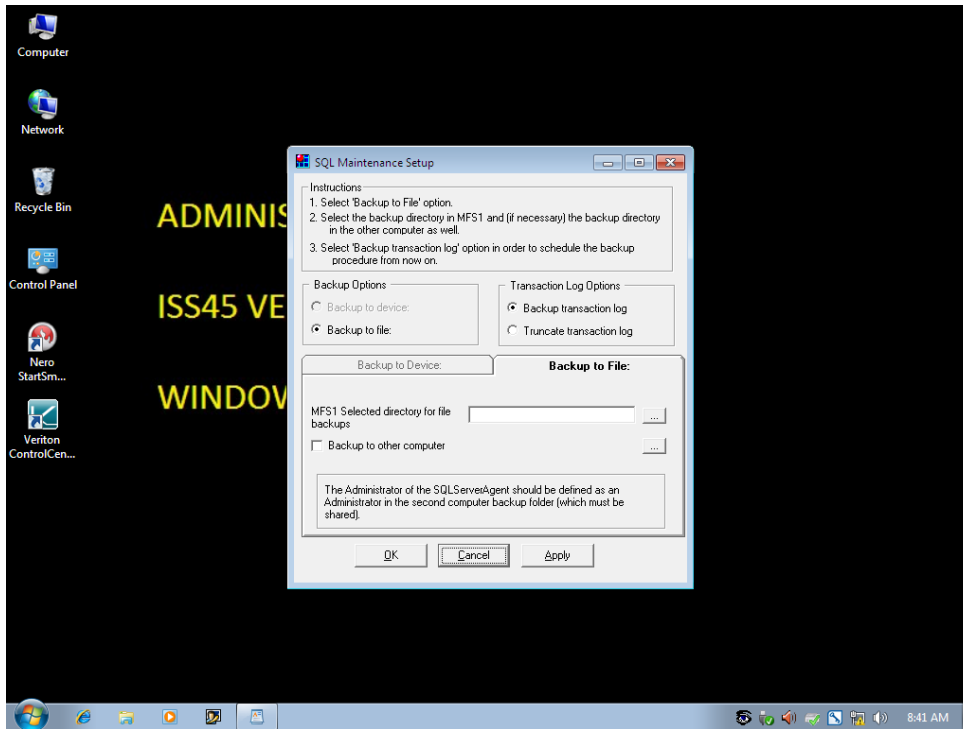 Computer
Network
Recycle Bin
Control Panel
Nero
StartSm...
Veriton
ControlCen...
ADMINIS
ISS45 VE
WINDOV
SQL Maintenance Setup
Instructions
1. Select 'Backup to File' option.
2. Select the backup directory in MFS1 and (if necessary) the backup directory
in the other computer as well.
3. Select 'Backup transaction log' option in order to schedule the backup
procedure from now on.
Backup Options
Backup to device:
Backup to file:
Transaction Log Options
Backup transaction log
Truncate transaction log
Backup to Device:
Backup to File:
MFS1 Selected directory for file
backups
...
Backup to other computer
...
The Administrator of the SQLServerAgent should be defined as an
Administrator in the second computer backup folder (which must be
shared).
OK
Cancel
Apply
8:41 AM